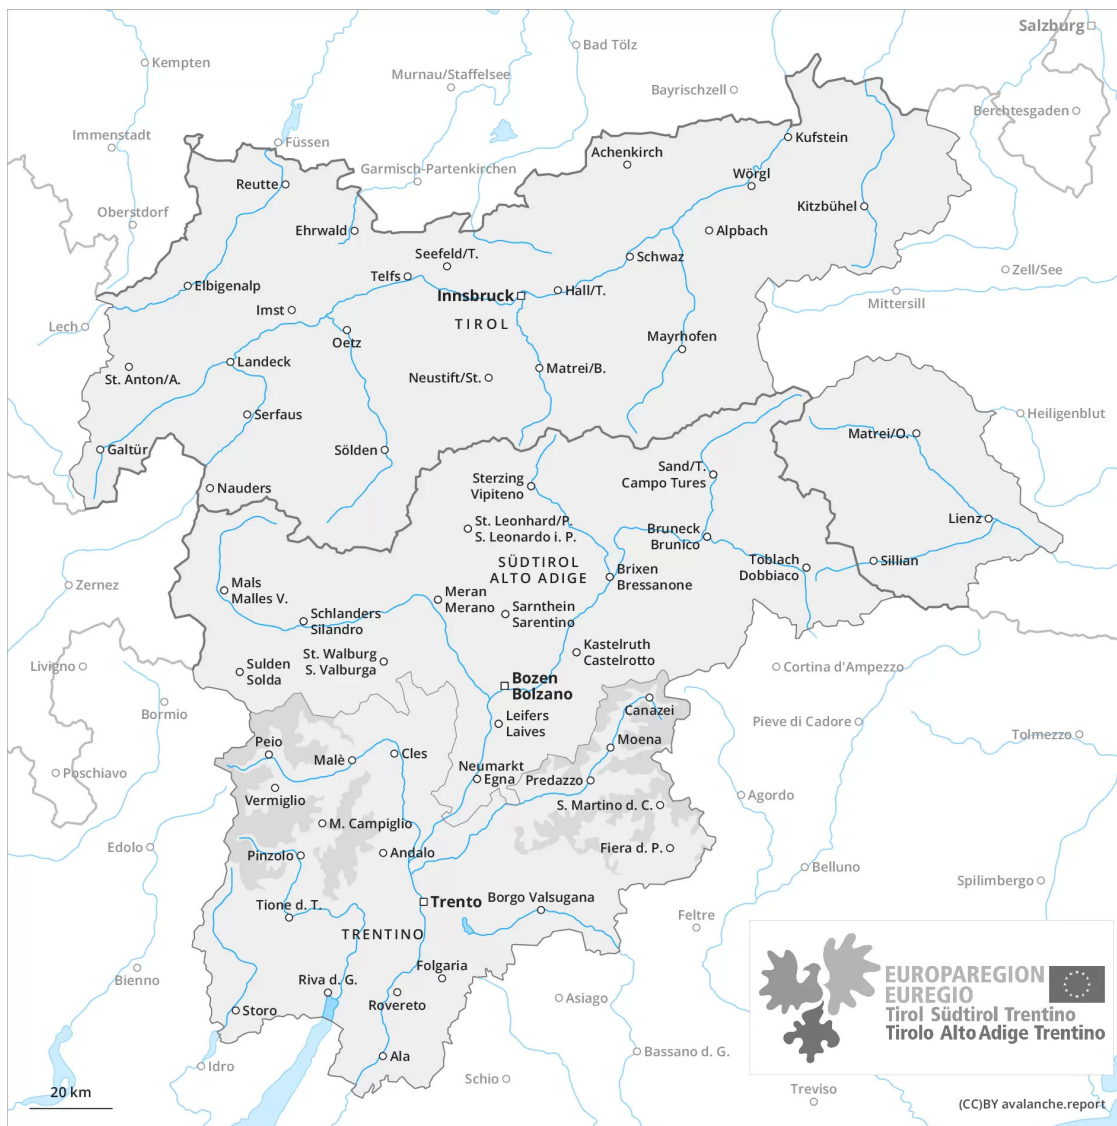 Salzburg
Bad Tölz
Kempten
Murnau/Staffelsee
Bayrischzell
Berchtesgaden
Immenstadt
Füssen
Kufstein
Achenkirch
Garmisch-Partenkirchen
Wörgl
Reutte
Kitzbühel
Oberstdorf
Ehrwald
Alpbach
Seefeld/T.
Schwaz
Telfs
Zell/See
Elbigenalp
Hall/T.
Innsbruck
Mittersill
Imst
TIROL
Lech
Oetz
Mayrhofen
Landeck
Matrei/B.
St. Anton/A.
Neustift/St.
Serfaus
Heiligenblut
Matrei/O.
Galtür
Sölden
Sand/T.
Campo Tures
Sterzing
Vipiteno
Nauders
Lienz
St. Leonhard/P.
S. Leonardo i. P.
Bruneck
Brunico
SÜDTIROL
ALTO ADIGE
Toblach
Dobbiaco
Sillian
Brixen
Bressanone
Zernez
Mals
Malles V.
Meran
Merano
Sarnthein
Sarentino
Schlanders
Silandro
Kastelruth
Castelrotto
St. Walburg
S. Valburga
Livigno
Sulden
Solda
Cortina d'Ampezzo
Bozen
Bolzano
Bormio
Canazei
Leifers
Laives
Pieve di Cadore
Tolmezzo
Peio
Moena
Malè
Cles
Neumarkt
Egna
Predazzo
Poschiavo
Vermiglio
Agordo
S. Martino d. C.
M. Campiglio
Edolo
Pinzolo
Andalo
Fiera d. P.
Belluno
Spilimbergo
Tione d. T.
Trento
Borgo Valsugana
Feltre
TRENTINO
Folgaria
Bienno
Riva d. G.
Rovereto
Asiago
Storo
EUROPAREGION
EUREGIO
Tirol Südtirol Trentino
Tirolo Alto Adige Trentino
Ala
Bassano d. G.
Idro
Schio
20 km
Treviso
(CC)BY avalanche.report